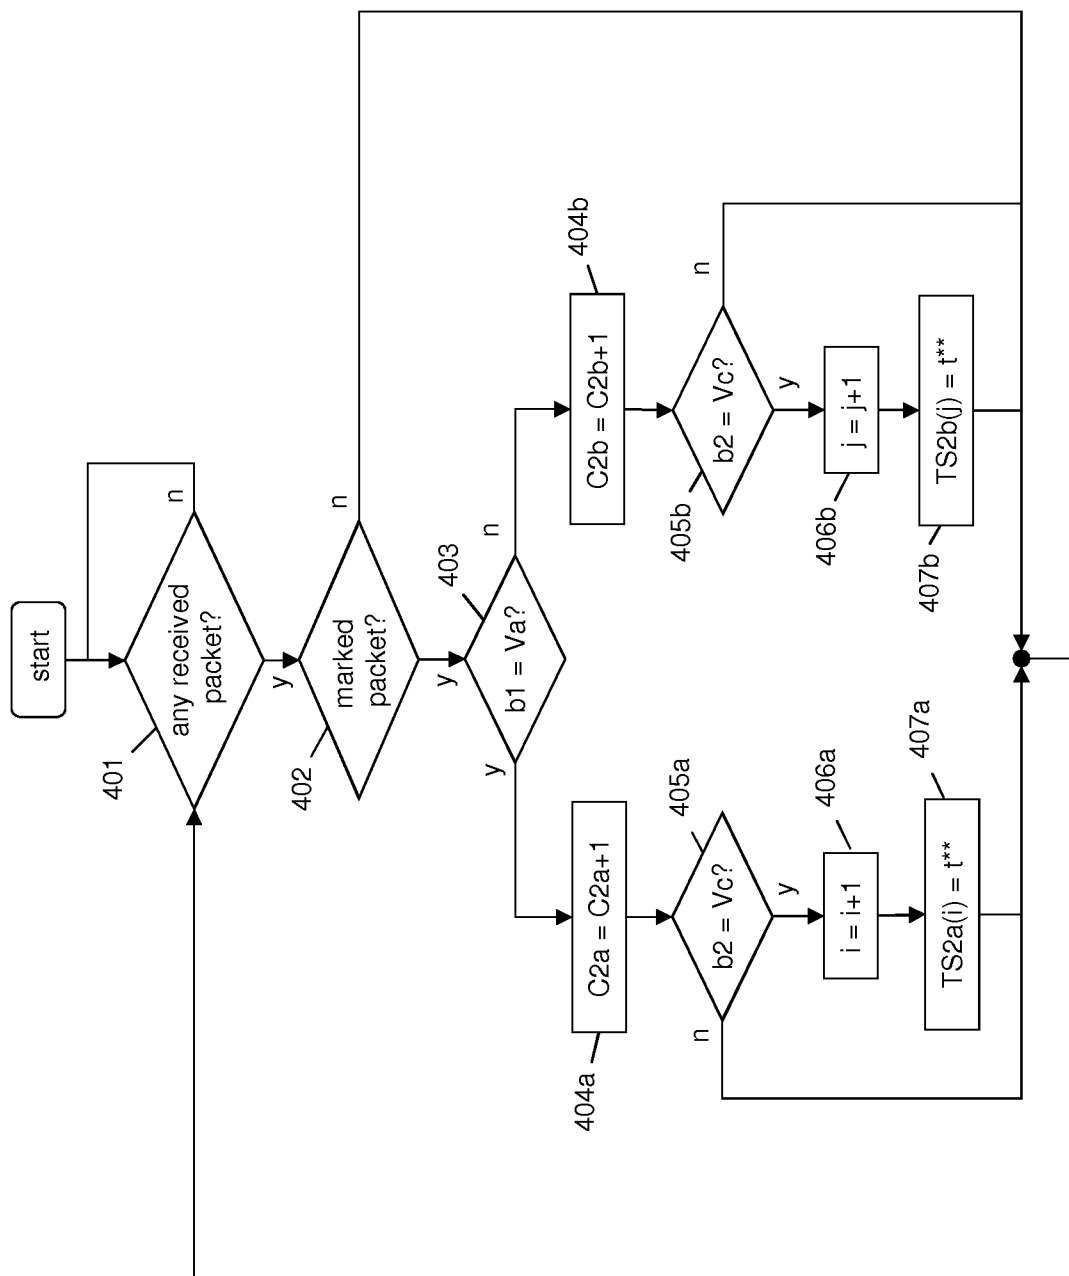 start
any received
packet?
401
n
y
marked
packet?
402
n
y
b1 = Va?
403
y
n
C2a = C2a+1
404a
C2b = C2b+1
404b
b2 = Vc?
405a
n
y
b2 = Vc?
405b
n
y
i = i+1
406a
j = j+1
406b
TS2a(i) = t**
407a
TS2b(j) = t**
407b